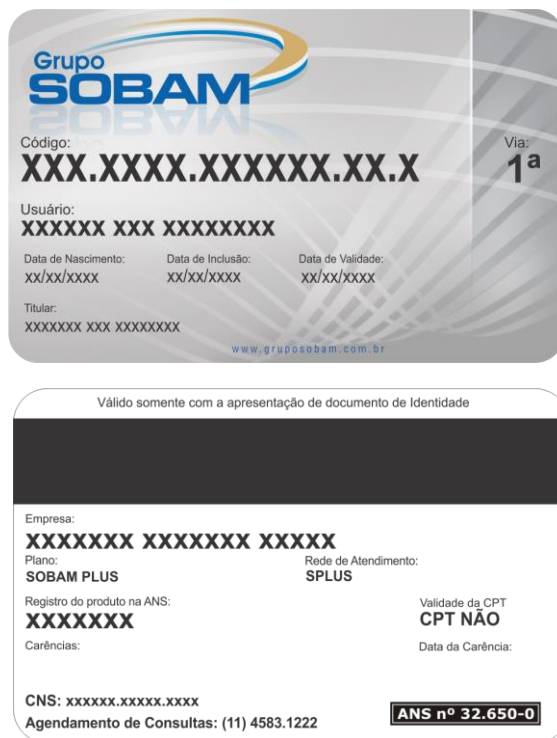 Grupo
SOBAM
Código: Via:
XXX.XXXX.XXXXXX.XX.X 1ª
Usuário:
XXXXXX XXX XXXXXXXX
Data de Nascimento: Data de Inclusão: Data de Validade:
xx/xx/xxxx xx/xx/xxxx xx/xx/xxxx
Titular:
XXXXXXX XXX XXXXXXXX
www.gruposobam.com.br
Válido somente com a apresentação de documento de Identidade
Empresa:
XXXXXXX XXXXXXX XXXXX
Plano: Rede de Atendimento:
SOBAM PLUS SPLUS
Registro do produto na ANS: Validade da CPT
XXXXXXX CPT NÃO
Carências: Data da Carência:
CNS: xxxxxx.xxxxx.xxxx
Agendamento de Consultas: (11) 4583.1222 ANS nº 32.650-0